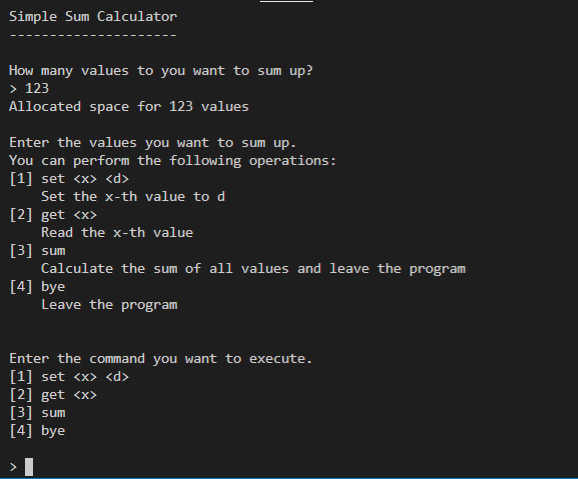 Simple Sum Calculator
---------------------
How many values to you want to sum up?
> 123
Allocated space for 123 values
Enter the values you want to sum up.
You can perform the following operations:
[1] set <x> <d>
Set the x-th value to d
[2] get <x>
Read the x-th value
[3] sum
Calculate the sum of all values and leave the program
[4] bye
Leave the program
Enter the command you want to execute.
[1] set <x> <d>
[2] get <x>
[3] sum
[4] bye
>